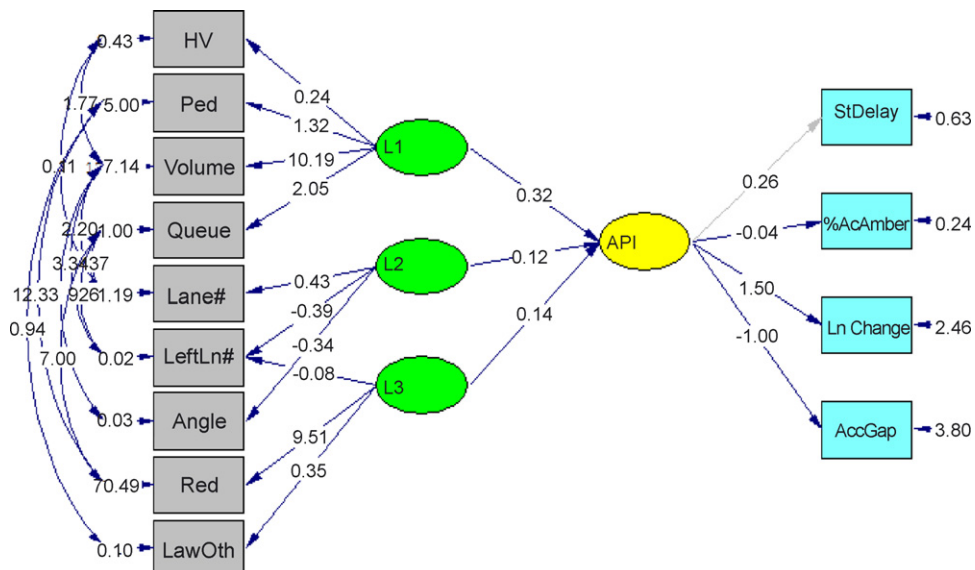 0.43 HV
0.24
Ped
1.32
Volume
10.19
Queue
2.05
L1
0.32
StDelay 0.63
0.26
API
%AcAmber 0.24
-0.04
1.50
Ln Change 2.46
-1.00
AccGap 3.80
1.77
5.00
2.20
1.00
12.33
0.94
7.00
1.19 Lane#
0.43
L2
-0.12
0.02 LeftLn#
-0.39
-0.34
-0.08
L3
0.14
0.03 Angle
9.51
70.49 Red
0.35
0.10 LawOth